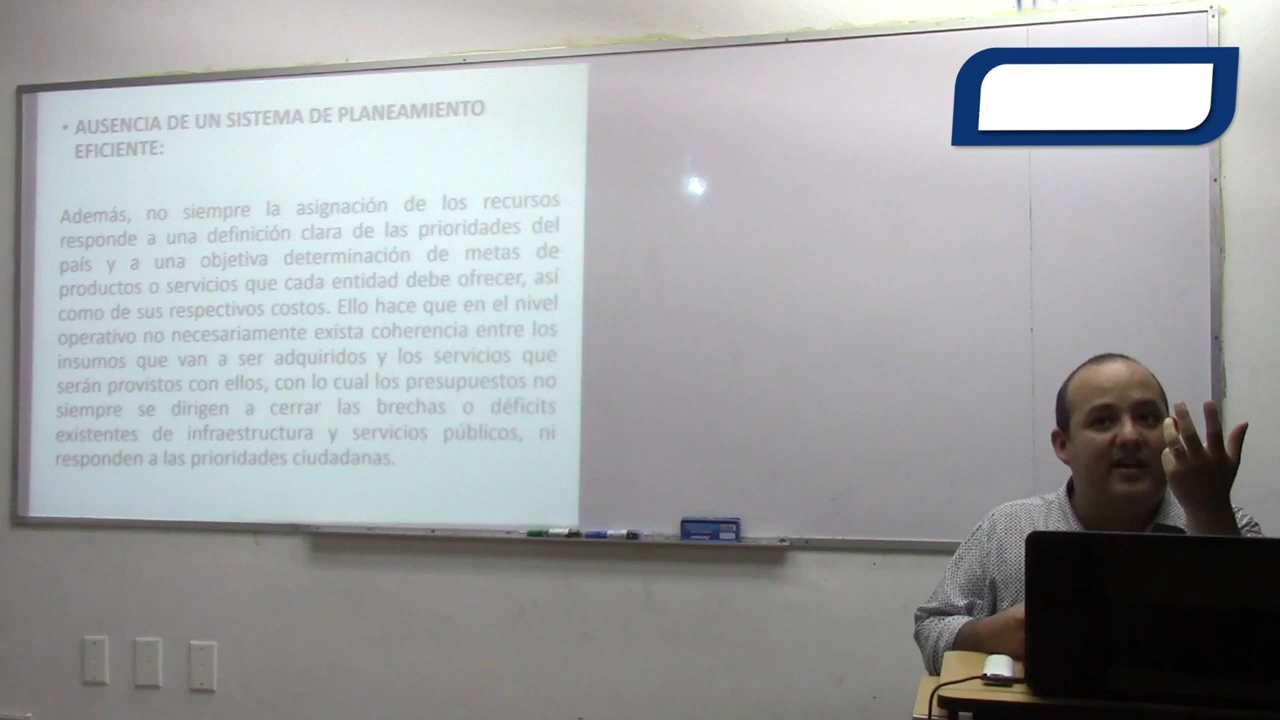 • AUSENCIA DE UN SISTEMA DE PLANEAMIENTO
EFICIENTE:
Además, no siempre la asignación de los recursos
responde a una definición clara de las prioridades del
país y a una objetiva determinación de metas de
productos o servicios que cada entidad debe ofrecer, así
como de sus respectivos costos. Ello hace que en el nivel
operativo no necesariamente exista coherencia entre los
insumos que van a ser adquiridos y los servicios que
serán provistos con ellos, con lo cual los presupuestos no
siempre se dirigen a cerrar las brechas o déficits
existentes de infraestructura y servicios públicos, ni
responden a las prioridades ciudadanas.